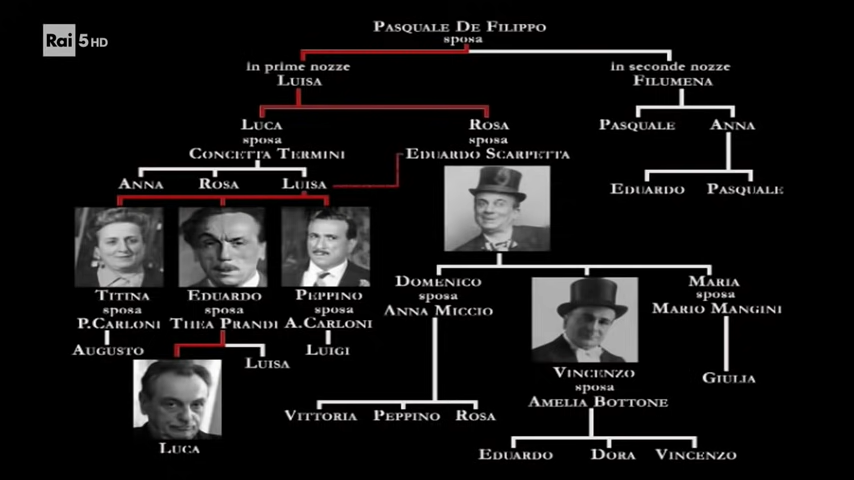 Rai 5 HD
Pasquale De Filippo
sposa
in prime nozze
Luisa
in seconde nozze
Filumena
Luca
sposa
Concetta Termini
Rosa
sposa
Eduardo Scarpetta
Pasquale
Anna
Anna
Rosa
Luisa
Eduardo
Pasquale
Titina
sposa
P.Carloni
Eduardo
sposa
Thea Prandi
Peppino
sposa
A.Carloni
Domenico
sposa
Anna Miccio
Maria
sposa
Mario Mangini
Augusto
Luisa
Luigi
Vincenzo
sposa
Amelia Bottone
Giulia
Vittoria
Peppino
Rosa
Luca
Eduardo
Dora
Vincenzo